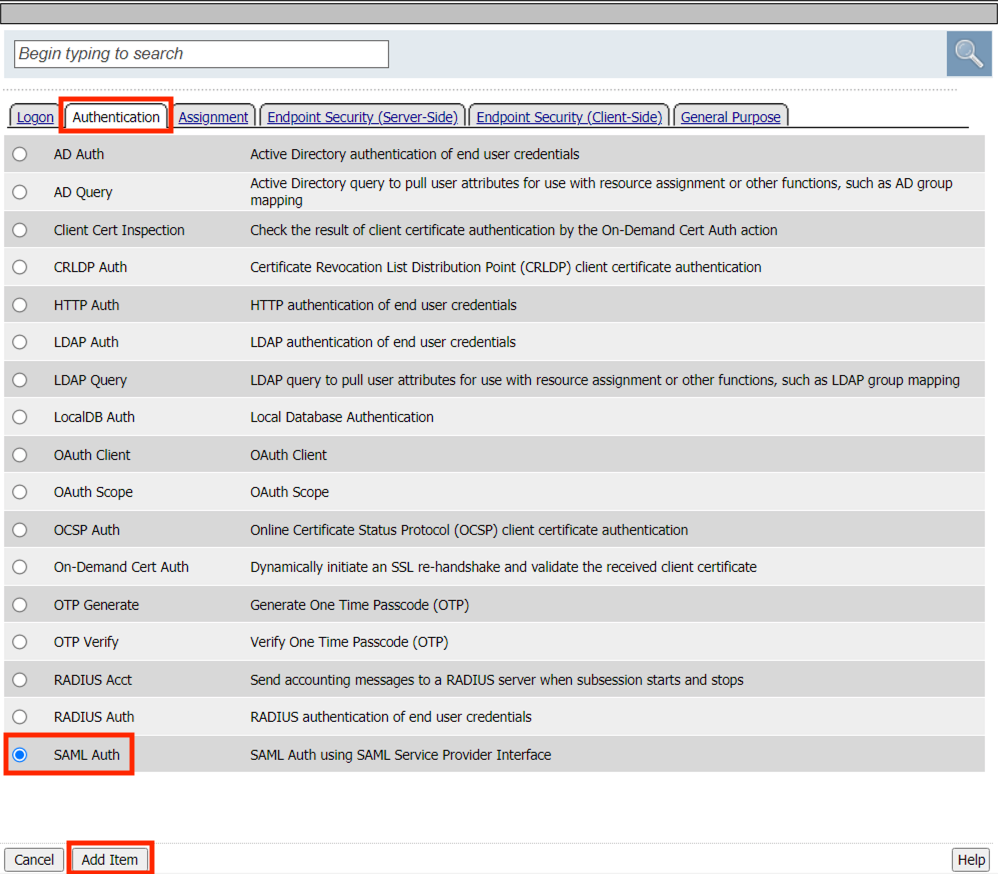 Begin typing to search
Logon Authentication Assignment Endpoint Security (Server-Side) Endpoint Security (Client-Side) General Purpose
AD Auth Active Directory authentication of end user credentials
AD Query Active Directory query to pull user attributes for use with resource assignment or other functions, such as AD group
mapping
Client Cert Inspection Check the result of client certificate authentication by the On-Demand Cert Auth action
CRLDP Auth Certificate Revocation List Distribution Point (CRLDP) client certificate authentication
HTTP Auth HTTP authentication of end user credentials
LDAP Auth LDAP authentication of end user credentials
LDAP Query LDAP query to pull user attributes for use with resource assignment or other functions, such as LDAP group mapping
LocalDB Auth Local Database Authentication
OAuth Client OAuth Client
OAuth Scope OAuth Scope
OCSP Auth Online Certificate Status Protocol (OCSP) client certificate authentication
On-Demand Cert Auth Dynamically initiate an SSL re-handshake and validate the received client certificate
OTP Generate Generate One Time Passcode (OTP)
OTP Verify Verify One Time Passcode (OTP)
RADIUS Acct Send accounting messages to a RADIUS server when subsession starts and stops
RADIUS Auth RADIUS authentication of end user credentials
SAML Auth SAML Auth using SAML Service Provider Interface
Cancel Add Item Help